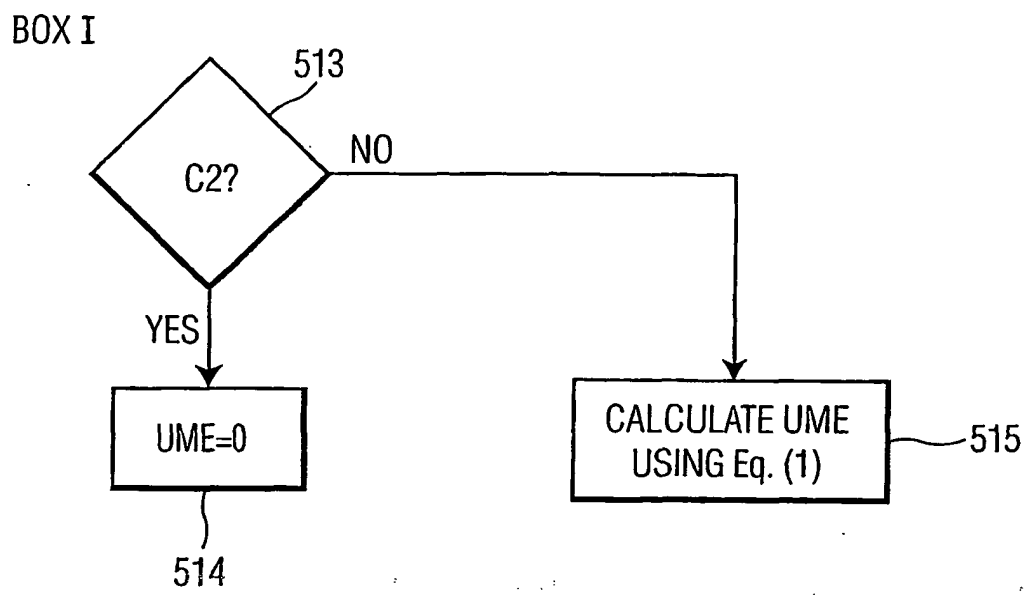 BOX I
513
C2?
NO
YES
UME=0
CALCULATE UME
USING Eq. (1)
515
514